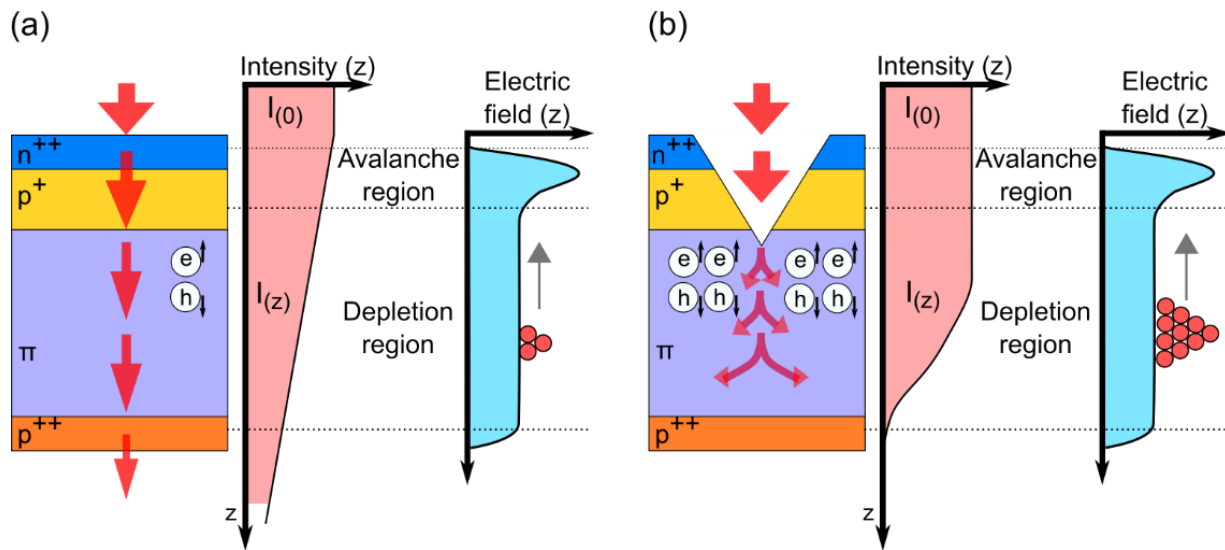 (a)
Intensity (z)
I(0)
Electric
field (z)
n++
Avalanche
region
p+
e
h
I(z)
Depletion
region
π
p++
z
(b)
Intensity (z)
I(0)
Electric
field (z)
n++
Avalanche
region
p+
e e e e
h h h h
I(z)
Depletion
region
π
p++
z